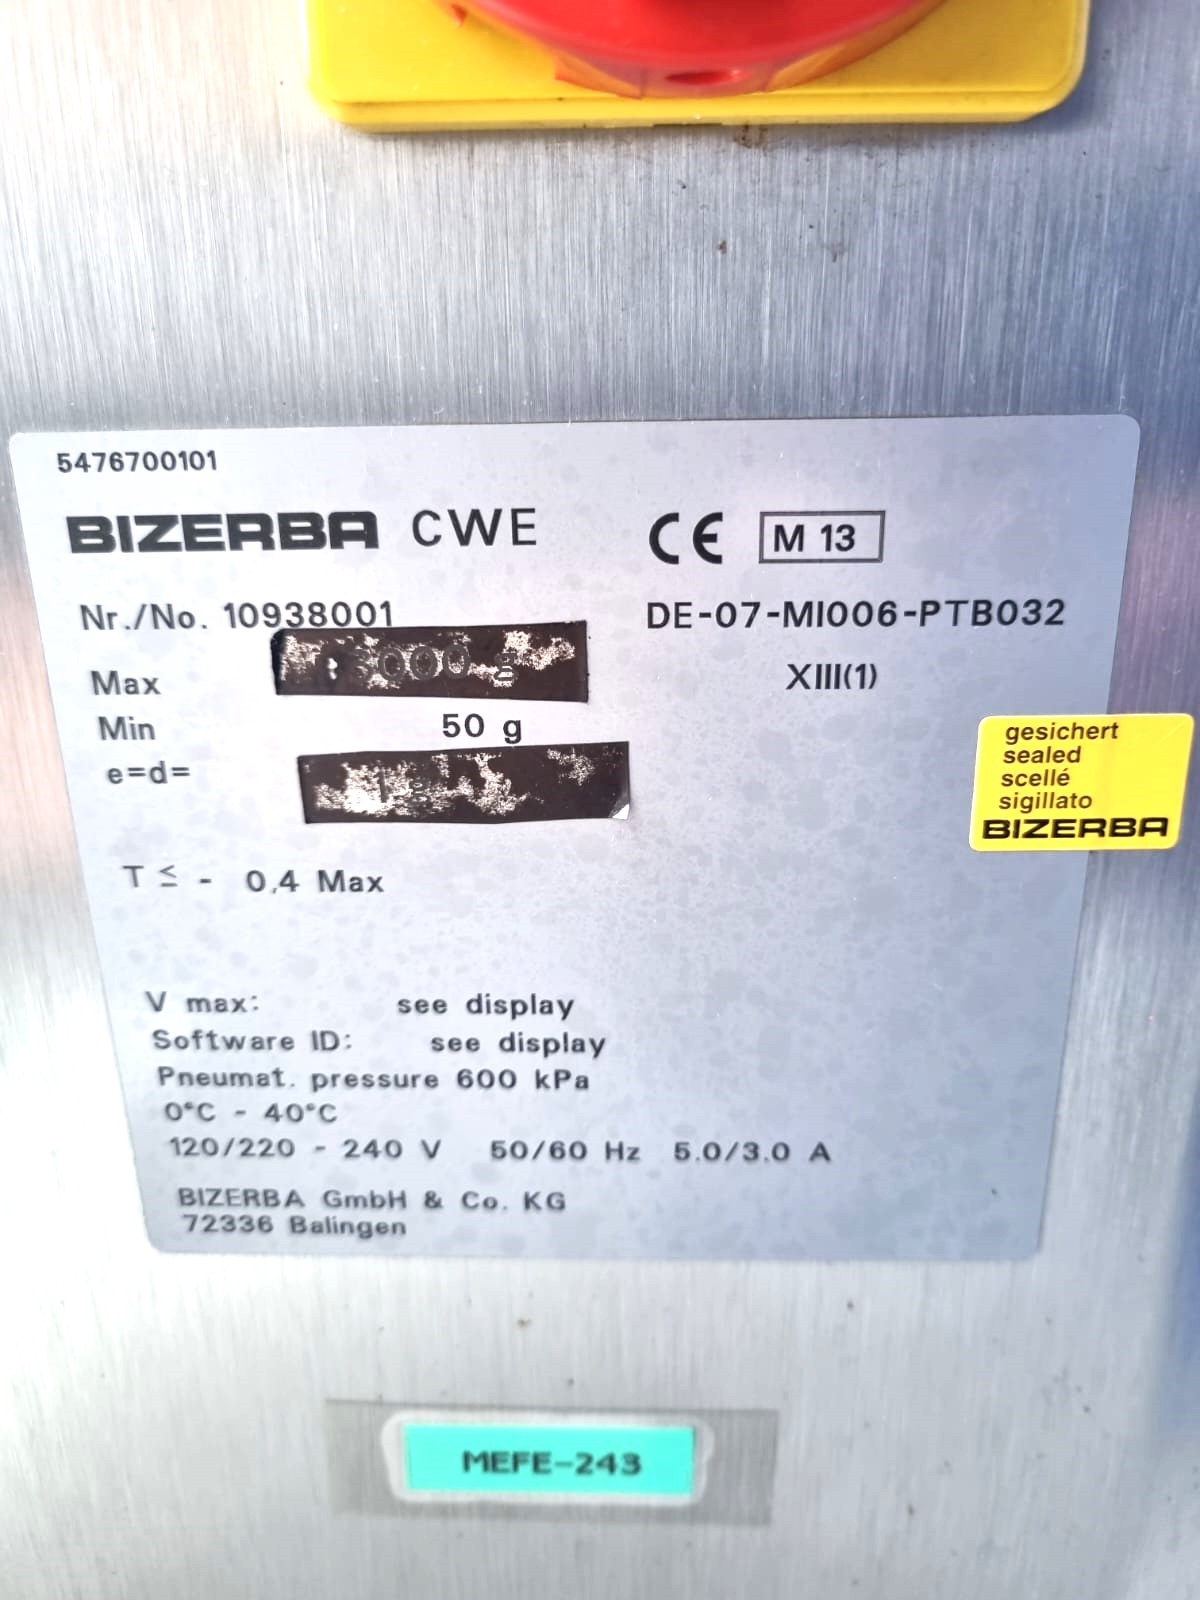 5476700101
BIZERBA CWE CE M 13
Nr./No. 10938001 DE-07-MI006-PTB032
Max XIII(1)
Min 50 g
e=d=
gesichert
sealed
scellé
sigillato
BIZERBA
T ≤ - 0,4 Max
V max: see display
Software ID: see display
Pneumat. pressure 600 kPa
0°C - 40°C
120/220 - 240 V 50/60 Hz 5.0/3.0 A
BIZERBA GmbH & Co. KG
72336 Balingen
MEFE-243